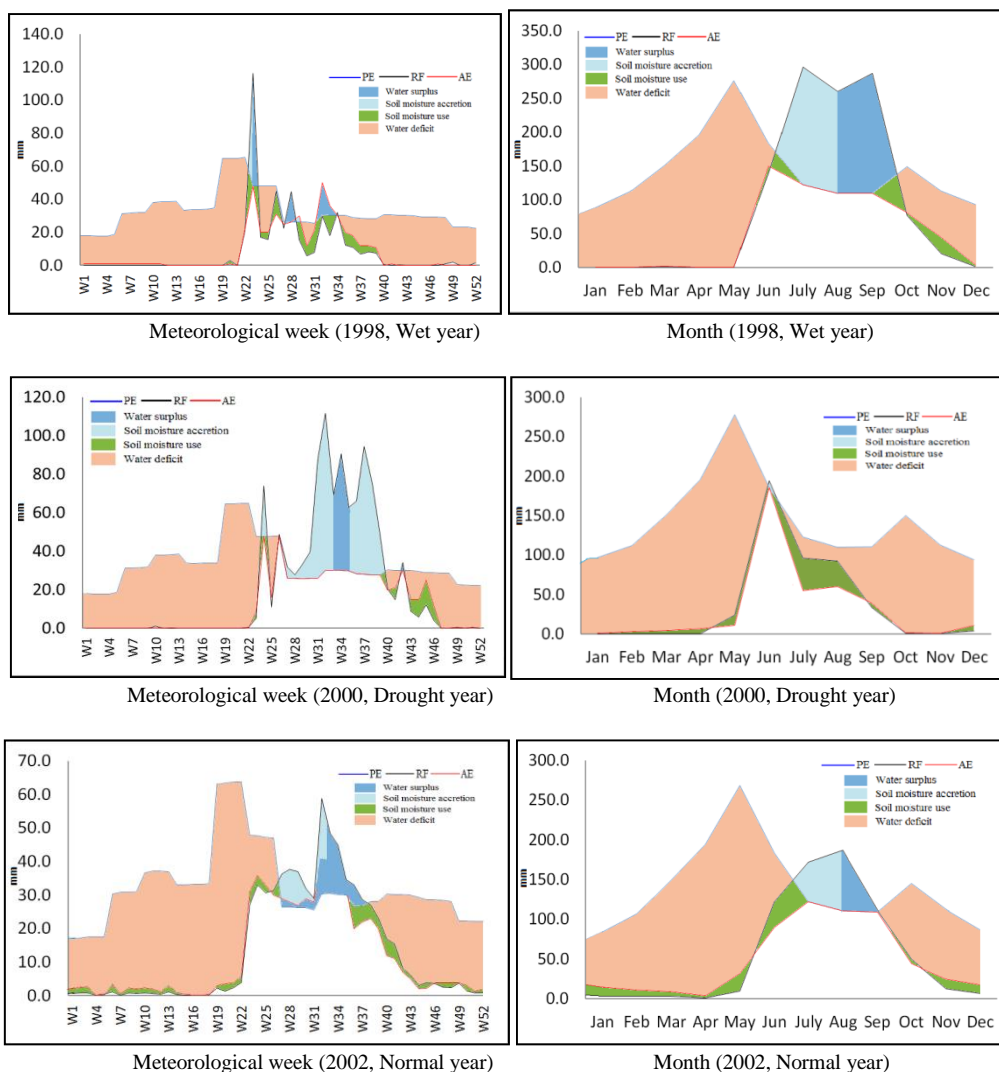 140.0
120.0
100.0
80.0
60.0
40.0
20.0
0.0
mm
PE RF AE
Water surplus
Soil moisture accretion
Soil moisture use
Water deficit
W1 W4 W7 W10 W13 W16 W19 W22 W25 W28 W31 W34 W37 W40 W43 W46 W49 W52
Meteorological week (1998, Wet year)
350.0
300.0
250.0
200.0
150.0
100.0
50.0
0.0
mm
PE RF AE
Water surplus
Soil moisture accretion
Soil moisture use
Water deficit
Jan Feb Mar Apr May Jun July Aug Sep Oct Nov Dec
Month (1998, Wet year)
120.0
100.0
80.0
60.0
40.0
20.0
0.0
mm
PE RF AE
Water surplus
Soil moisture accretion
Soil moisture use
Water deficit
W1 W4 W7 W10 W13 W16 W19 W22 W25 W28 W31 W34 W37 W40 W43 W46 W49 W52
Meteorological week (2000, Drought year)
300.0
250.0
200.0
150.0
100.0
50.0
0.0
mm
PE RF AE
Water surplus
Soil moisture accretion
Soil moisture use
Water deficit
Jan Feb Mar Apr May Jun July Aug Sep Oct Nov Dec
Month (2000, Drought year)
70.0
60.0
50.0
40.0
30.0
20.0
10.0
0.0
mm
PE RF AE
Water surplus
Soil moisture accretion
Soil moisture use
Water deficit
W1 W4 W7 W10 W13 W16 W19 W22 W25 W28 W31 W34 W37 W40 W43 W46 W49 W52
Meteorological week (2002, Normal year)
300.0
250.0
200.0
150.0
100.0
50.0
0.0
mm
PE RF AE
Water surplus
Soil moisture accretion
Soil moisture use
Water deficit
Jan Feb Mar Apr May Jun July Aug Sep Oct Nov Dec
Month (2002, Normal year)